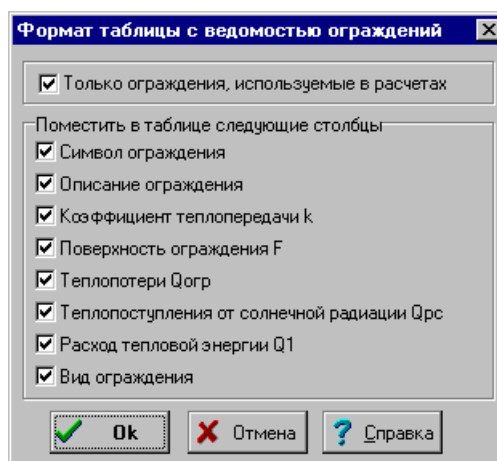 Формат таблицы с ведомостью ограждений
Только ограждения, используемые в расчетах
Поместить в таблице следующие столбцы
Символ ограждения
Описание ограждения
Коэффициент теплопередачи k
Поверхность ограждения F
Теплопотери Qогр
Теплопоступления от солнечной радиации Qрс
Расход тепловой энергии Q1
Вид ограждения
Ok Отмена Справка